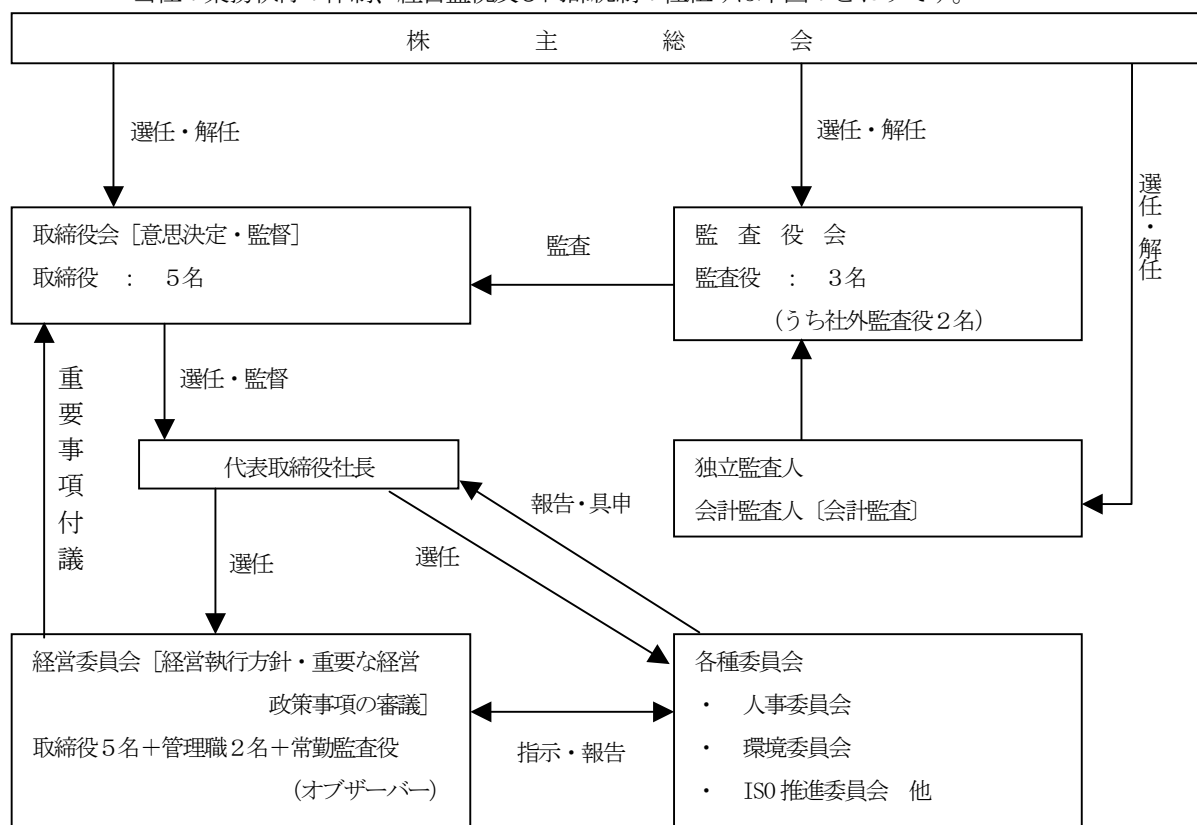 株　主　総　会
選任・解任
選任・解任
選任・解任
取締役会［意思決定・監督］
取締役　：　５名
監査
監　査　役　会
監査役　：　３名
（うち社外監査役２名）
重要事項付議
選任・監督
代表取締役社長
報告・具申
独立監査人
会計監査人〔会計監査〕
選任
選任
経営委員会［経営執行方針・重要な経営
政策事項の審議］
取締役５名＋管理職２名＋常勤監査役
（オブザーバー）
指示・報告
各種委員会
・　人事委員会
・　環境委員会
・　ISO推進委員会　他